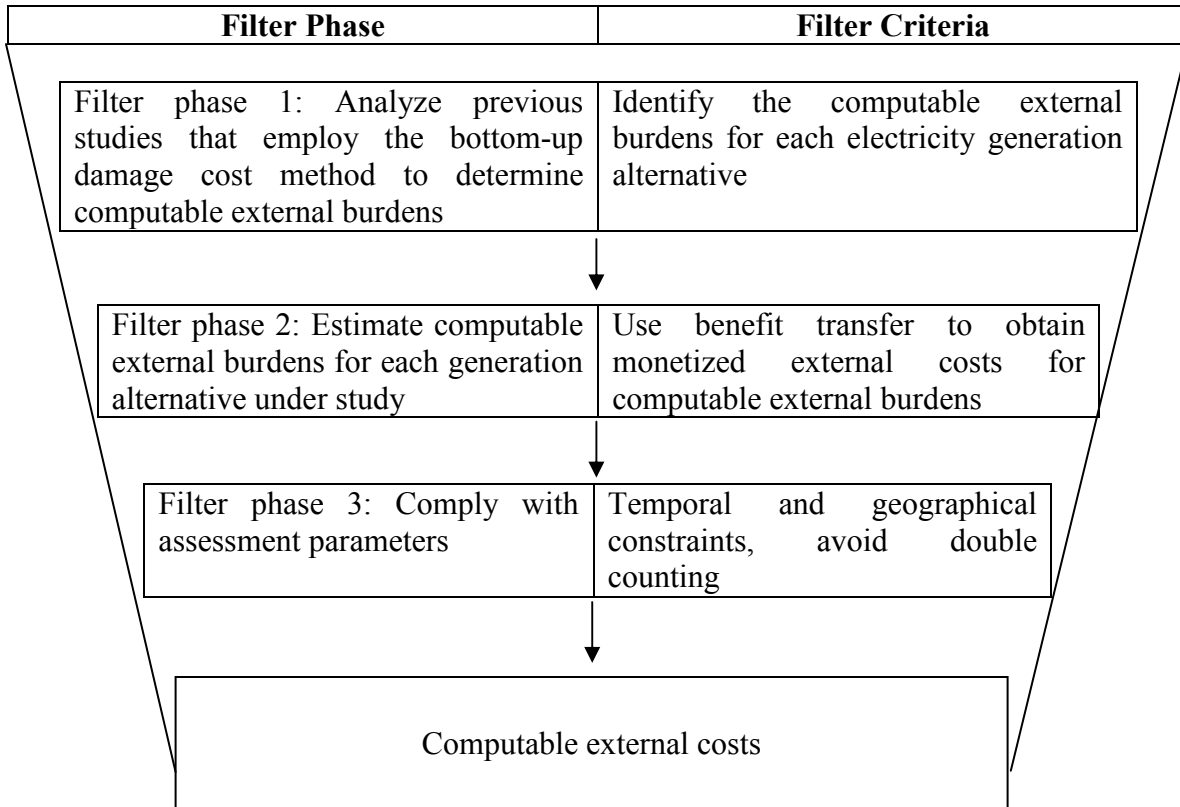 Filter Phase
Filter Criteria
Filter phase 1: Analyze previous
studies that employ the bottom-up
damage cost method to determine
computable external burdens
Identify the computable external
burdens for each electricity generation
alternative
Filter phase 2: Estimate computable
external burdens for each generation
alternative under study
Use benefit transfer to obtain
monetized external costs for
computable external burdens
Filter phase 3: Comply with
assessment parameters
Temporal and geographical
constraints, avoid double
counting
Computable external costs